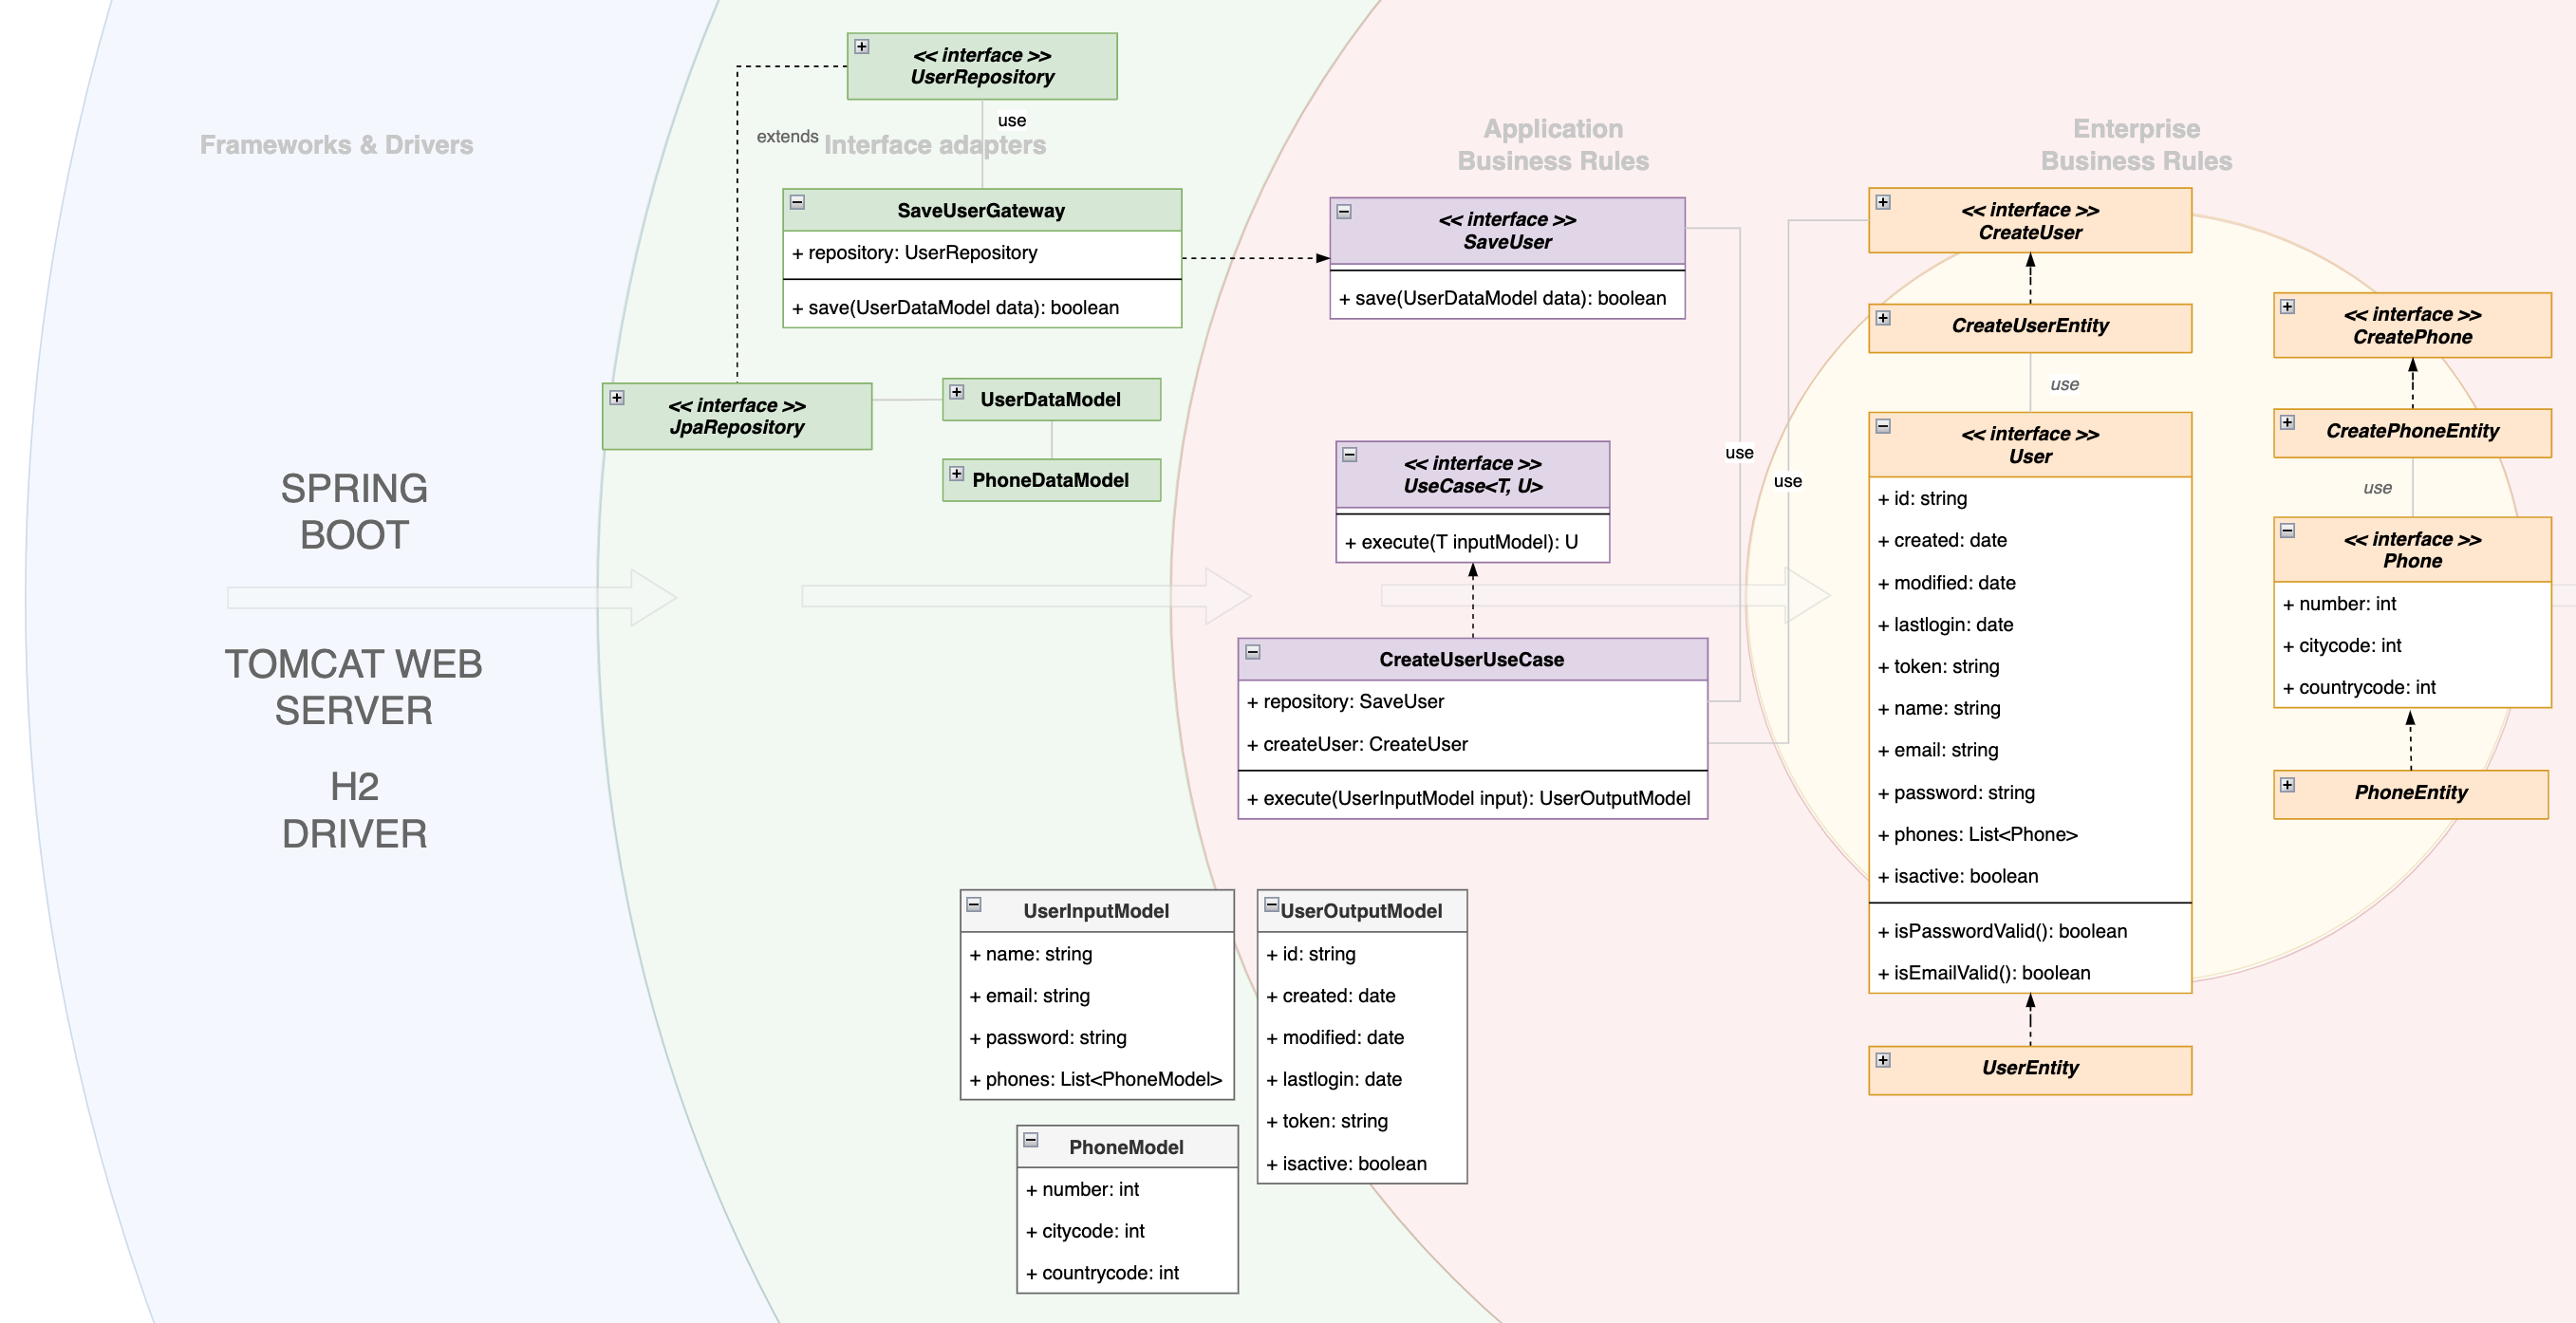 Frameworks & Drivers
SPRING
BOOT
TOMCAT WEB
SERVER
H2
DRIVER
Interface adapters
<< interface >>
UserRepository
use
extends
SaveUserGateway
+ repository: UserRepository
+ save(UserDataModel data): boolean
<< interface >>
JpaRepository
UserDataModel
PhoneDataModel
UserInputModel
+ name: string
+ email: string
+ password: string
+ phones: List<PhoneModel>
PhoneModel
+ number: int
+ citycode: int
+ countrycode: int
UserOutputModel
+ id: string
+ created: date
+ modified: date
+ lastlogin: date
+ token: string
+ isactive: boolean
Application
Business Rules
<< interface >>
SaveUser
+ save(UserDataModel data): boolean
<< interface >>
UseCase<T, U>
+ execute(T inputModel): U
CreateUserUseCase
+ repository: SaveUser
+ createUser: CreateUser
+ execute(UserInputModel input): UserOutputModel
use
use
Enterprise
Business Rules
<< interface >>
CreateUser
CreateUserEntity
use
<< interface >>
User
+ id: string
+ created: date
+ modified: date
+ lastlogin: date
+ token: string
+ name: string
+ email: string
+ password: string
+ phones: List<Phone>
+ isactive: boolean
+ isPasswordValid(): boolean
+ isEmailValid(): boolean
UserEntity
<< interface >>
CreatePhone
CreatePhoneEntity
use
<< interface >>
Phone
+ number: int
+ citycode: int
+ countrycode: int
PhoneEntity